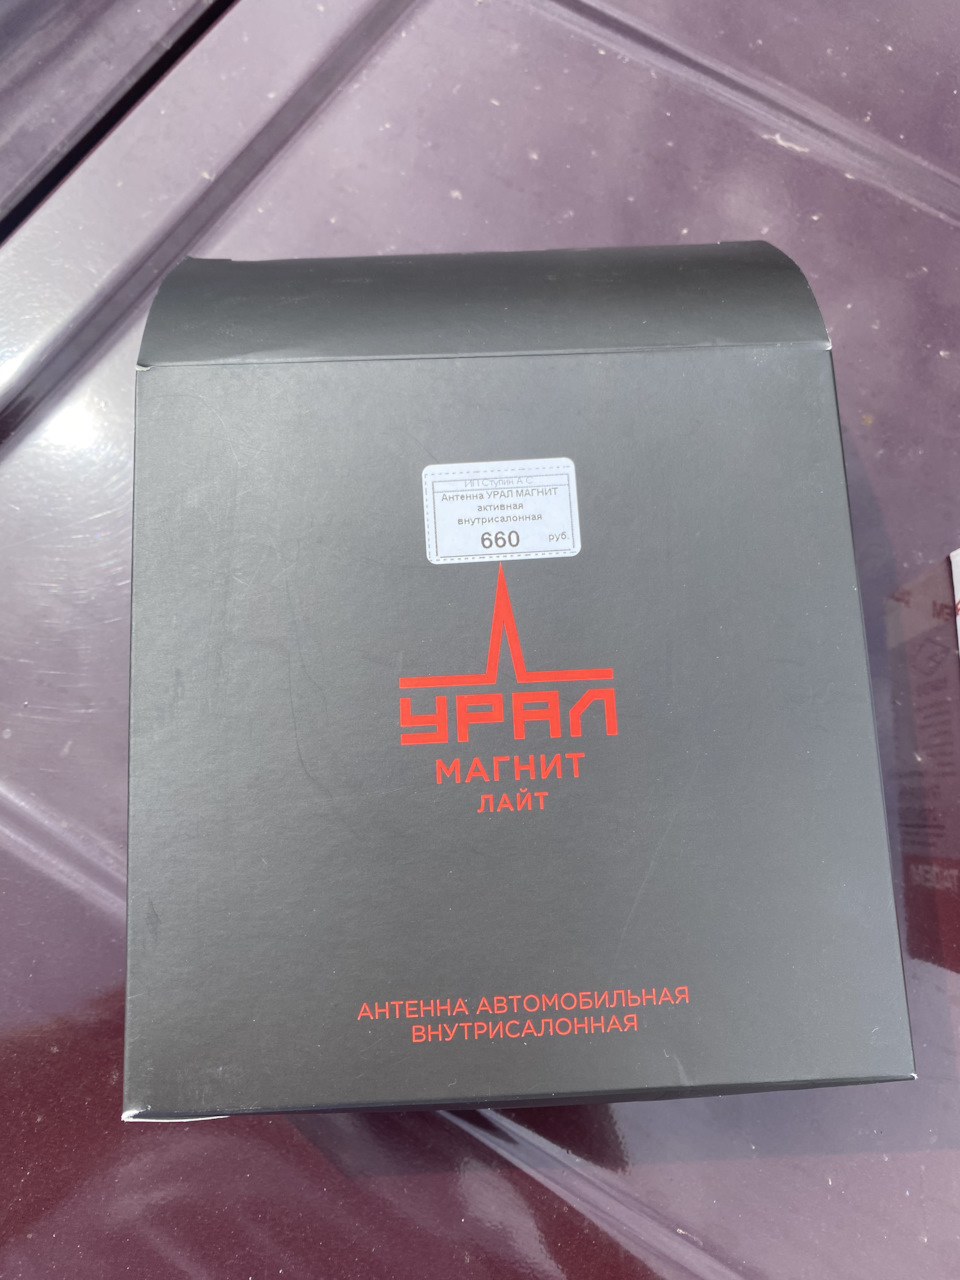 ИП Ступин А.С.
Антенна УРАЛ МАГНИТ
активная
внутрисалонная
660 руб.
УРАЛ
МАГНИТ
ЛАЙТ
АНТЕННА АВТОМОБИЛЬНАЯ
ВНУТРИСАЛОННАЯ